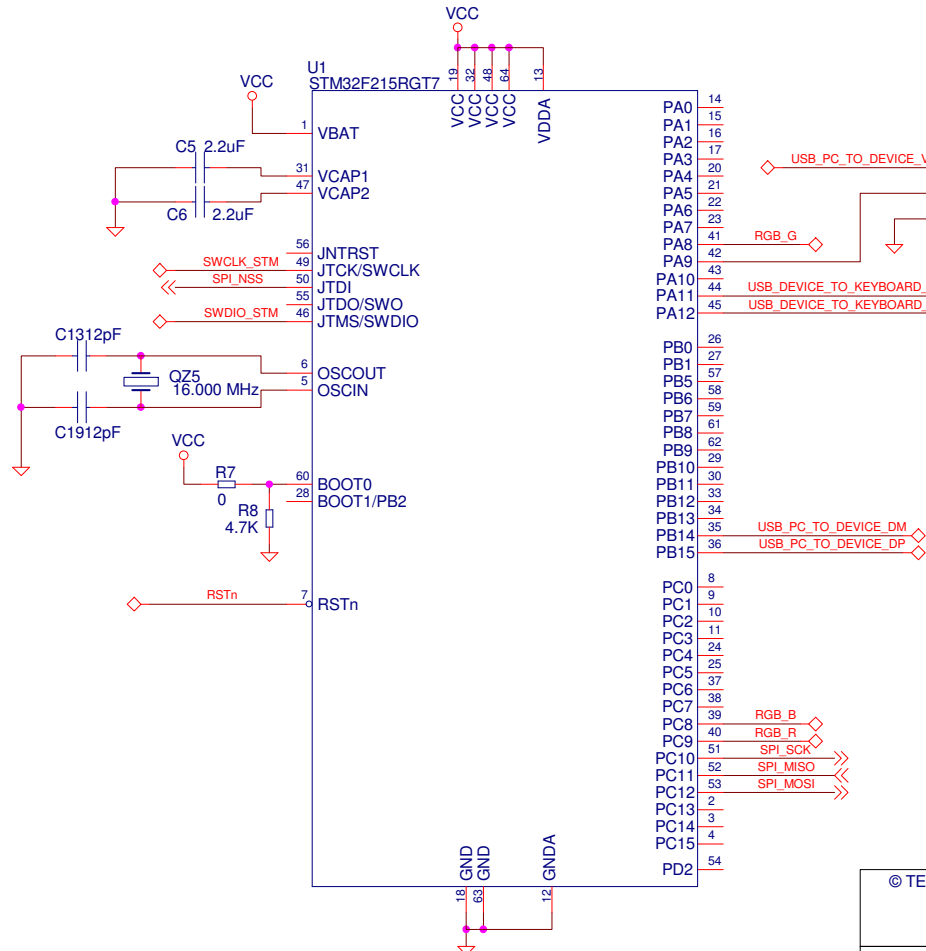 VCC
U1
STM32F215RGT7
19 VCC
32 VCC
48 VCC
64 VCC
13 VDDA
VCC
1 VBAT
C5 2.2uF
31 VCAP1
47 VCAP2
C6 2.2uF
56 JNTRST
SWCLK_STM 49 JTCK/SWCLK
SPI_NSS 50 JTDI
55 JTDO/SWO
SWDIO_STM 46 JTMS/SWDIO
C1312pF
6 OSCOUT
QZ5
16.000 MHz
5 OSCIN
C1912pF
VCC
R7
0
60 BOOT0
28 BOOT1/PB2
R8
4.7K
RSTn 7 RSTn
PA0 14
PA1 15
PA2 16
PA3 17
PA4 20
PA5 21
PA6 22
PA7 23
PA8 41 RGB_G
PA9 42
PA10 43
PA11 44 USB_DEVICE_TO_KEYBOARD_
PA12 45 USB_DEVICE_TO_KEYBOARD_
USB_PC_TO_DEVICE_V
PB0 26
PB1 27
PB5 57
PB6 58
PB7 59
PB8 61
PB9 62
PB10 29
PB11 30
PB12 33
PB13 34
PB14 35 USB_PC_TO_DEVICE_DM
PB15 36 USB_PC_TO_DEVICE_DP
PC0 8
PC1 9
PC2 10
PC3 11
PC4 24
PC5 25
PC6 37
PC7 38
PC8 39 RGB_B
PC9 40 RGB_R
PC10 51 SPI_SCK
PC11 52 SPI_MISO
PC12 53 SPI_MOSI
PC13 2
PC14 3
PC15 4
PD2 54
18 GND
63 GND
12 GNDA
© TE